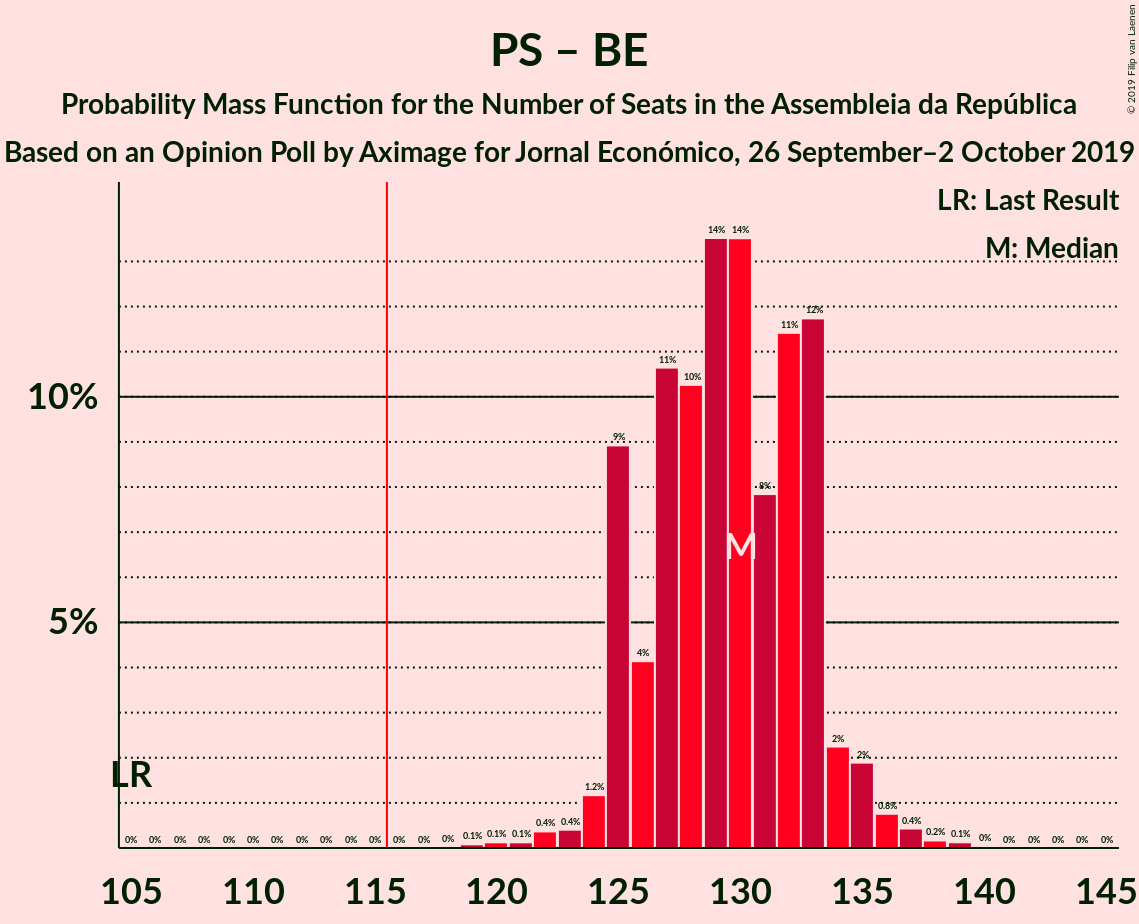 PS – BE
Probability Mass Function for the Number of Seats in the Assembleia da República
Based on an Opinion Poll by Aximage for Jornal Económico, 26 September–2 October 2019
© 2019 Filip van Laenen
LR: Last Result
M: Median
14% 14%
12%
11%
11%
10%
10%
9%
8%
M
5%
4%
2%
2%
LR
1.2%
0.8%
0.4% 0.4% 0.4%
0% 0% 0% 0% 0% 0% 0% 0% 0% 0% 0% 0% 0% 0% 0.1% 0.1% 0.1% 0.2% 0.1% 0% 0% 0% 0% 0% 0%
105 110 115 120 125 130 135 140 145